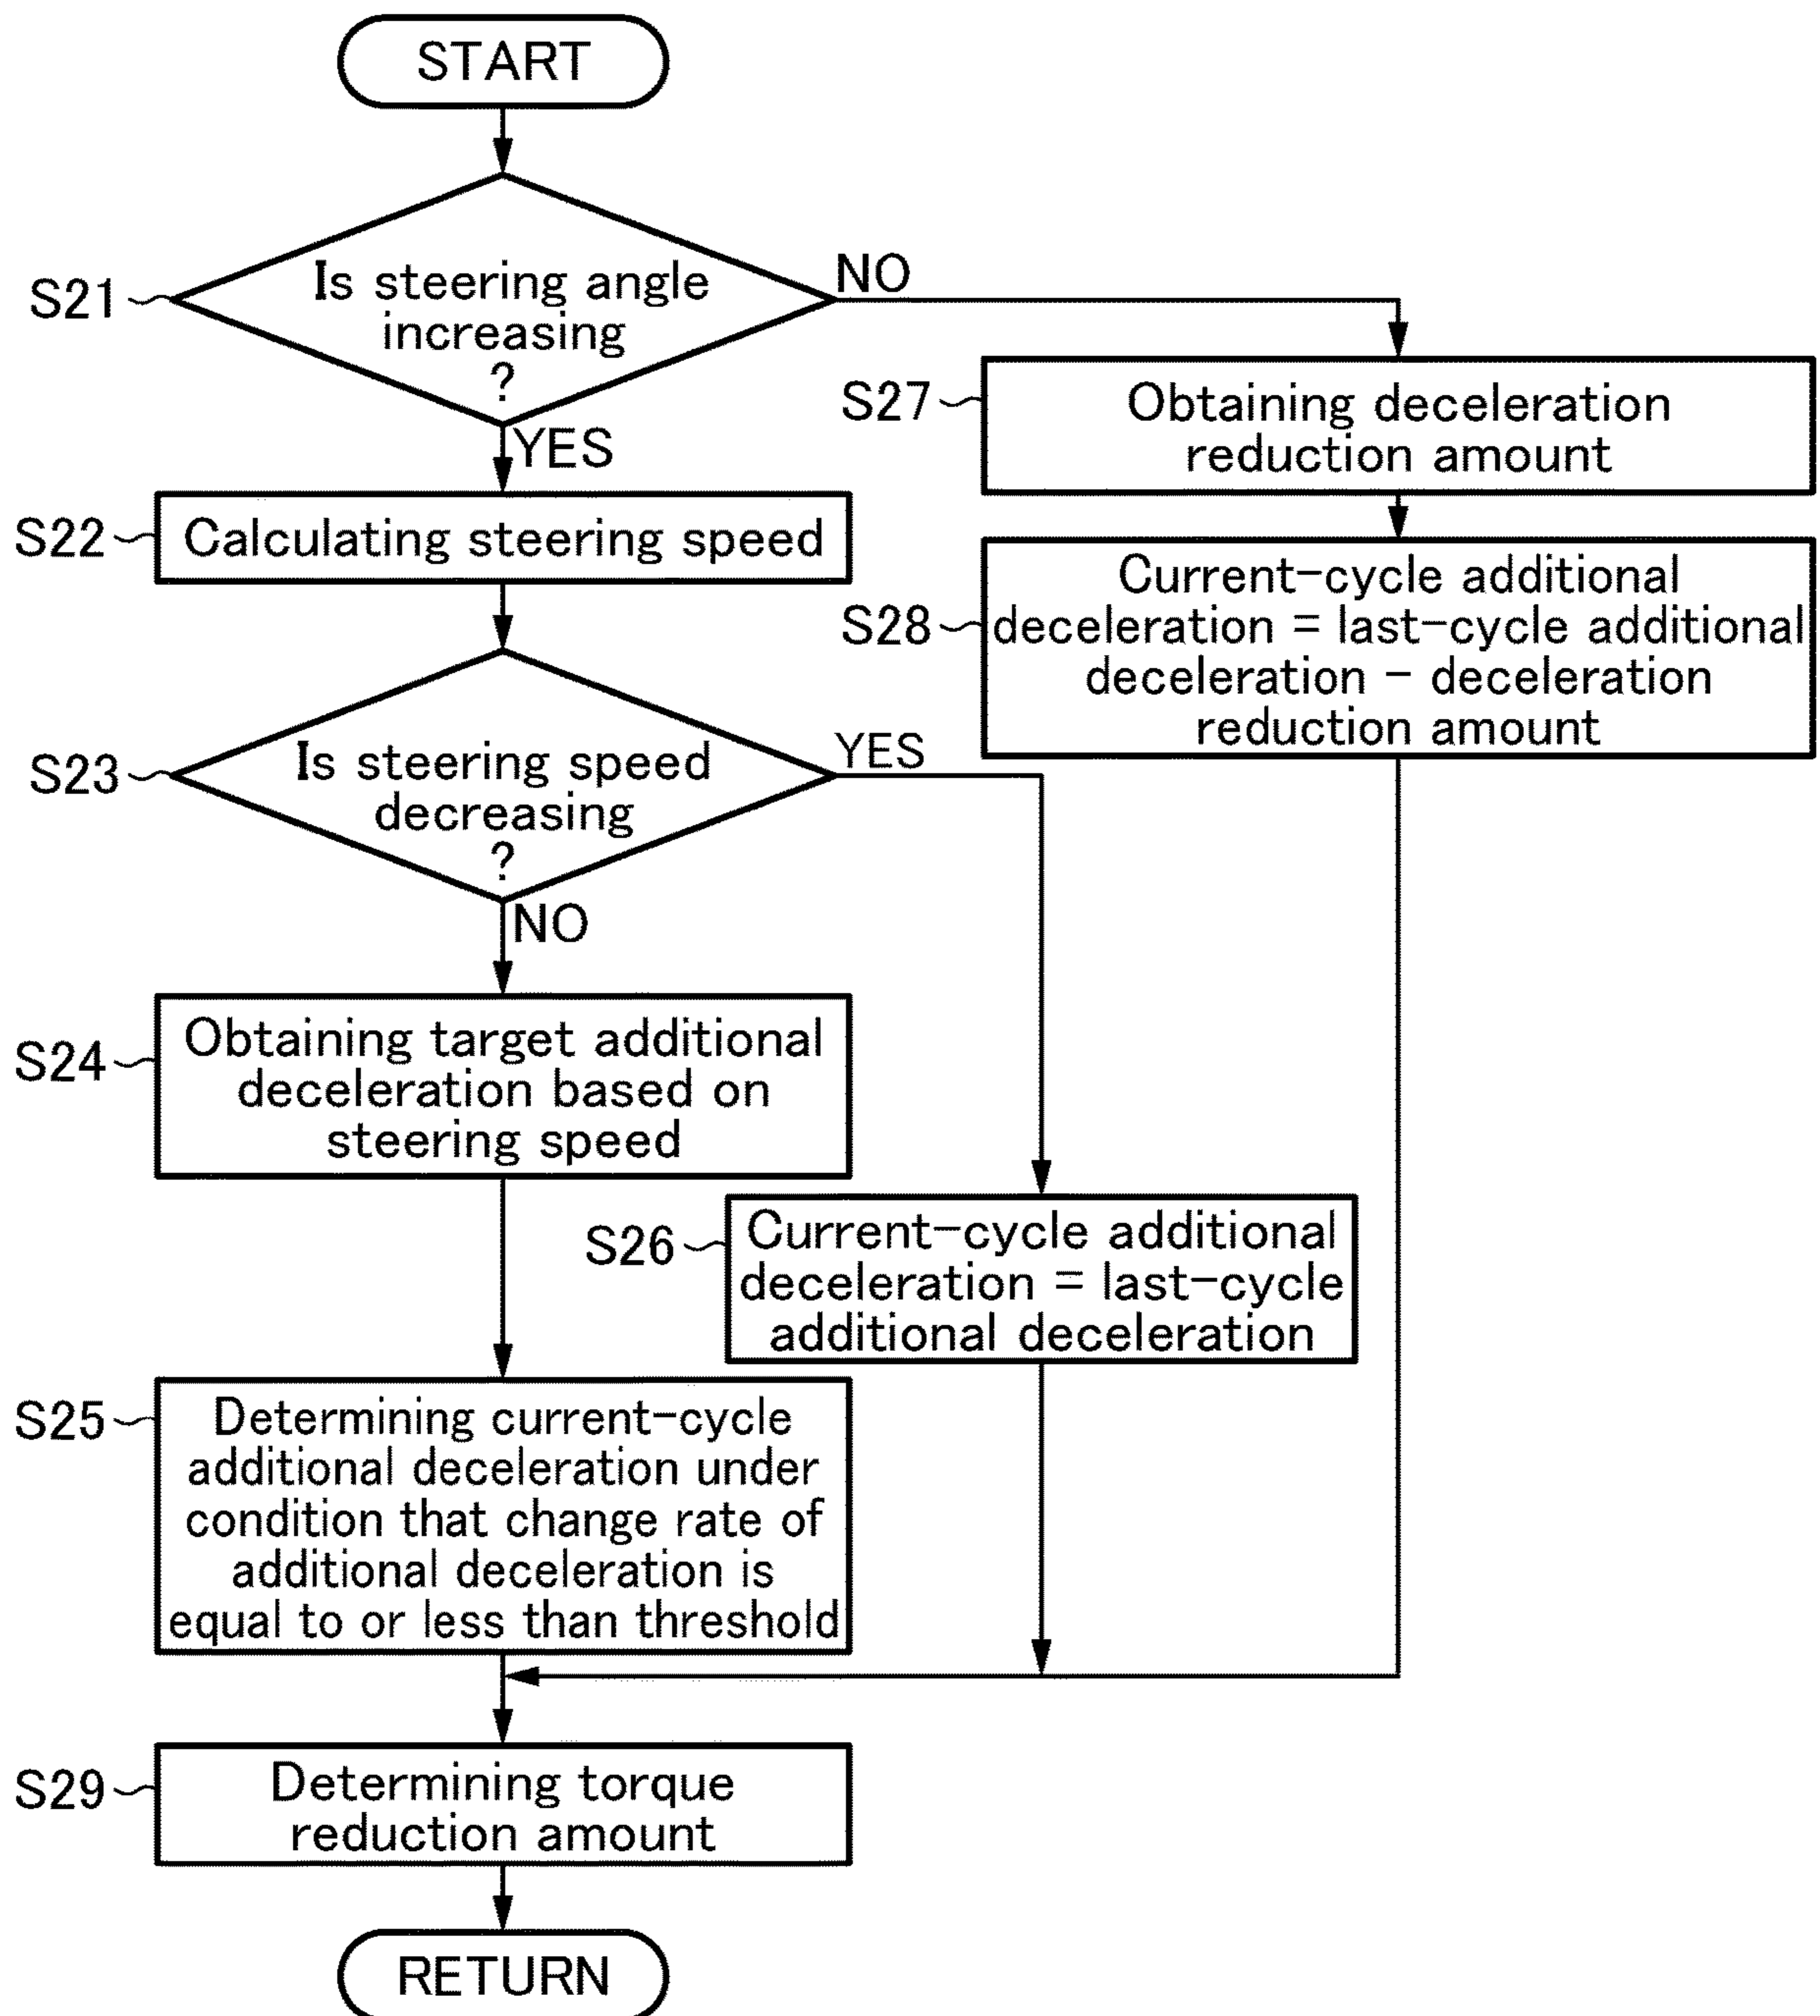 START
S21
Is steering angle
increasing
?
NO
YES
S27
Obtaining deceleration
reduction amount
S22
Calculating steering speed
S28
Current-cycle additional
deceleration = last-cycle additional
deceleration - deceleration
reduction amount
S23
Is steering speed
decreasing
?
YES
NO
S24
Obtaining target additional
deceleration based on
steering speed
S26
Current-cycle additional
deceleration = last-cycle
additional deceleration
S25
Determining current-cycle
additional deceleration under
condition that change rate of
additional deceleration is
equal to or less than threshold
S29
Determining torque
reduction amount
RETURN